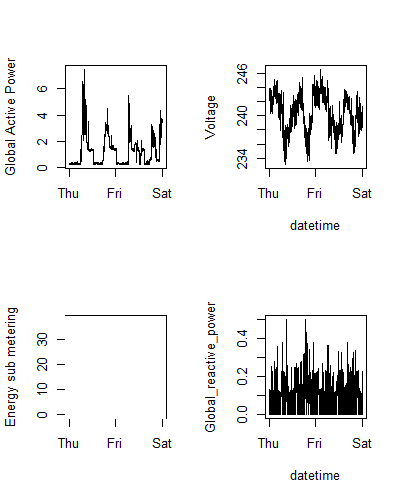 Global Active Power
0 2 4 6
Thu Fri Sat
Voltage
234 240 246
Thu Fri Sat
datetime
Energy sub metering
0 10 20 30
Thu Fri Sat
Global_reactive_power
0.0 0.2 0.4
Thu Fri Sat
datetime